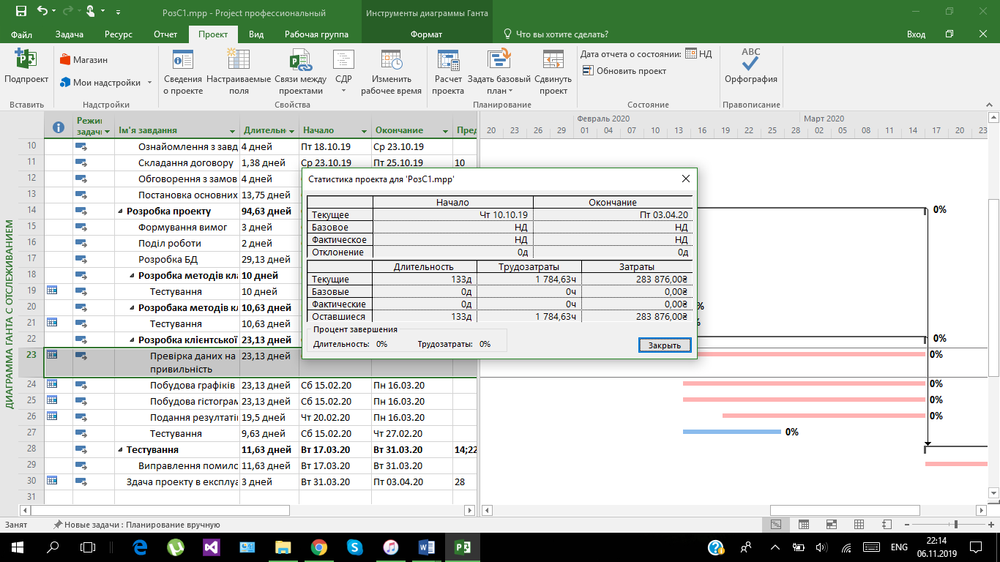 РозС1.mpp - Project профессиональный
Инструменты диаграммы Ганта
Файл Задача Ресурс Отчет Проект Вид Рабочая группа Формат Что вы хотите сделать? Вход
Подпроект
Магазин
Мои настройки
Сведения о проекте
Настраиваемые поля
Связи между проектами
СДР
Изменить рабочее время
Расчет проекта
Задать базовый план
Сдвинуть проект
Дата отчета о состоянии: НД
Обновить проект
ABC
Орфография
Вставить Надстройки Свойства Планирование Состояние Правописание
Режим задачи Ім'я завдання Длительн Начало Окончание Пред
Февраль 2020 Март 2020
20 23 26 29 01 04 07 10 13 16 19 22 25 28 02 05 08 11 14 17 20 23
ДИАГРАММА ГАНТА С ОТСЛЕЖИВАНИЕМ
10 Ознайомлення з завд 4 дней Пт 18.10.19 Ср 23.10.19
11 Складання договору 1,38 дней Ср 23.10.19 Пт 25.10.19 10
12 Обговорення з замов 4 дней
13 Постановка основних 13,75 дней
14 Розробка проекту 94,63 дней 0%
15 Формування вимог 3 дней
16 Поділ роботи 2 дней
17 Розробка БД 29,13 дней
18 Розробка методів кла 10 дней
19 Тестування 10 дней
20 Розробака методів кл 10,63 дней %
21 Тестування 10,63 дней
22 Розробка клієнтської 23,13 дней 0%
23 Превірка даних на привильність 23,13 дней 0%
24 Побудова графіків 23,13 дней Сб 15.02.20 Пн 16.03.20 0%
25 Побудова гістограм 23,13 дней Сб 15.02.20 Пн 16.03.20 0%
26 Подання результаті 19,5 дней Чт 20.02.20 Пн 16.03.20 0%
27 Тестування 9,63 дней Сб 15.02.20 Чт 27.02.20 0%
28 Тестування 11,63 дней Вт 17.03.20 Вт 31.03.20 14;22
29 Виправлення помило 11,63 дней Вт 17.03.20 Вт 31.03.20
30 Здача проекту в експлуа 3 дней Вт 31.03.20 Пт 03.04.20 28
31
Статистика проекта для 'РозС1.mpp'
Начало Окончание
Текущее Чт 10.10.19 Пт 03.04.20
Базовое НД НД
Фактическое НД НД
Отклонение 0д 0д
Длительность Трудозатраты Затраты
Текущие 133д 1 784,63ч 283 876,00₴
Базовые 0д 0ч 0,00₴
Фактические 0д 0ч 0,00₴
Оставшиеся 133д 1 784,63ч 283 876,00₴
Процент завершения
Длительность: 0% Трудозатраты: 0%
Закрыть
Занят Новые задачи : Планирование вручную
ENG
22:14
06.11.2019